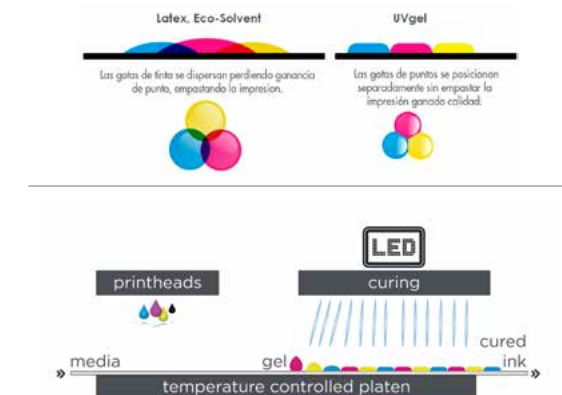 Latex, Eco-Solvent
Las gotas de tinta se dispersan perdiendo ganancia
de punto, empastando la impresion.
UVgel
Las gotas de puntos se posicionan
separadamente sin empastar la
impresión ganado calidad.
LED
printheads
curing
cured
media
gel
ink
»
»
temperature controlled platen